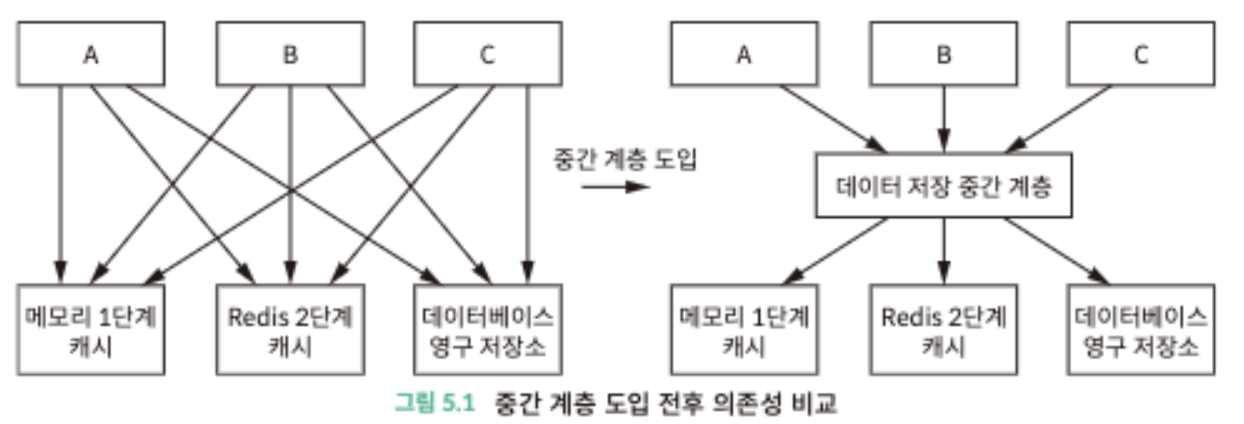 A
B
C
A
B
C
중간 계층 도입
데이터 저장 중간 계층
메모리 1단계
캐시
Redis 2단계
캐시
데이터베이스
영구 저장소
메모리 1단계
캐시
Redis 2단계
캐시
데이터베이스
영구 저장소
그림 5.1 중간 계층 도입 전후 의존성 비교